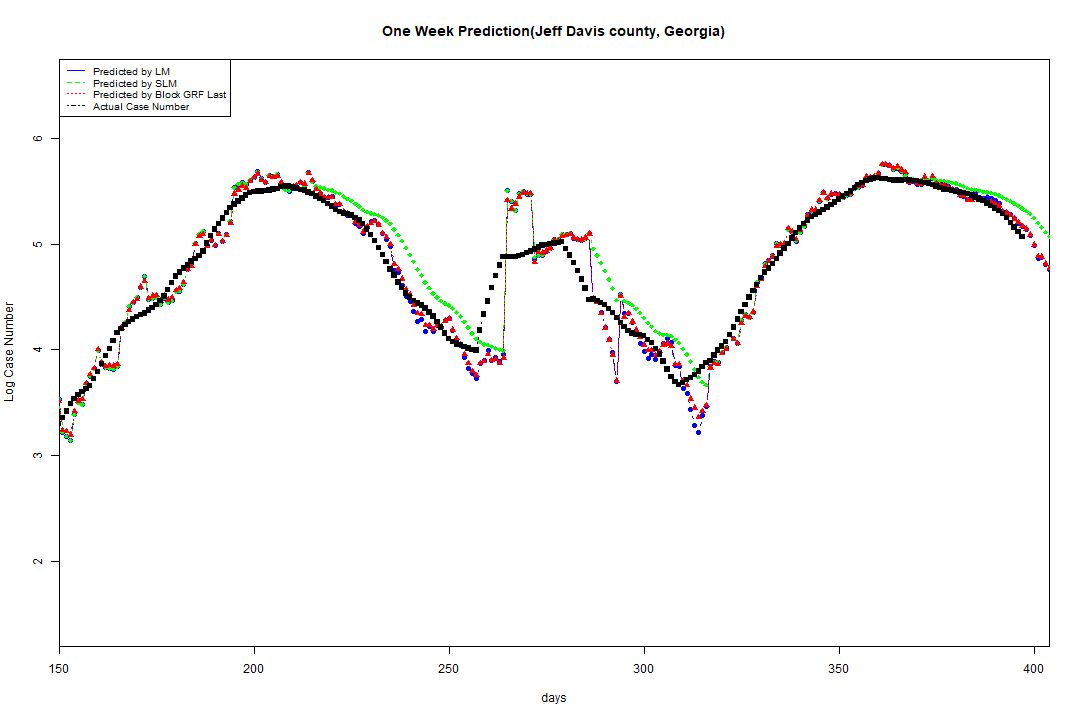 One Week Prediction(Jeff Davis county, Georgia)
Predicted by LM
Predicted by SLM
Predicted by Block GRF Last
Actual Case Number
6
5
4
3
2
Log Case Number
150 200 250 300 350 400
days